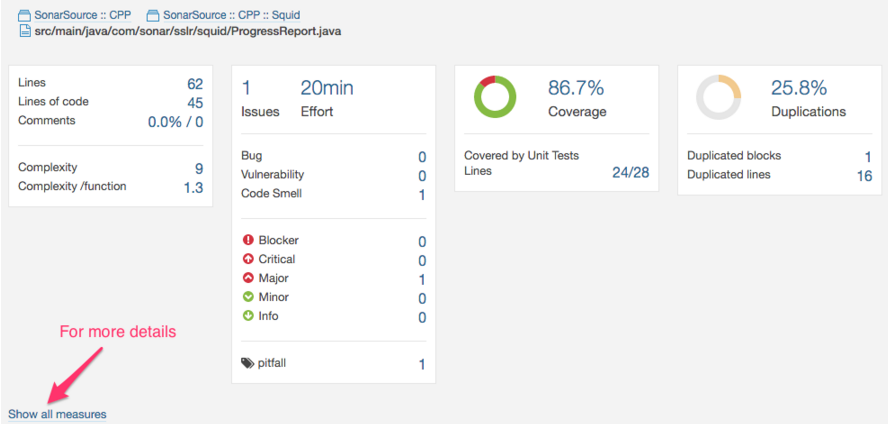 SonarSource :: CPP SonarSource :: CPP :: Squid
src/main/java/com/sonar/sslr/squid/ProgressReport.java
Lines 62
Lines of code 45
Comments 0.0% / 0
Complexity 9
Complexity /function 1.3
1 20min
Issues Effort
Bug 0
Vulnerability 0
Code Smell 1
Blocker 0
Critical 0
Major 1
Minor 0
Info 0
pitfall 1
86.7%
Coverage
Covered by Unit Tests
Lines 24/28
25.8%
Duplications
Duplicated blocks 1
Duplicated lines 16
For more details
Show all measures